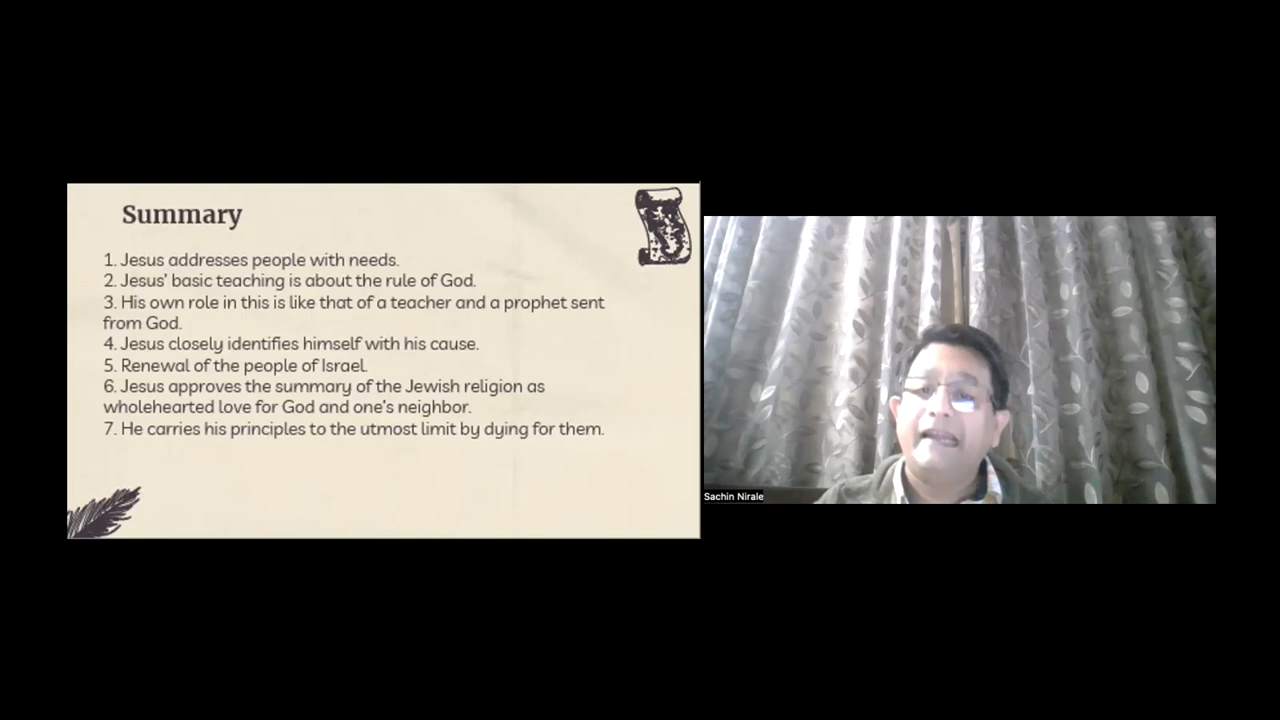 Summary
1. Jesus addresses people with needs.
2. Jesus' basic teaching is about the rule of God.
3. His own role in this is like that of a teacher and a prophet sent
from God.
4. Jesus closely identifies himself with his cause.
5. Renewal of the people of Israel.
6. Jesus approves the summary of the Jewish religion as
wholehearted love for God and one's neighbor.
7. He carries his principles to the utmost limit by dying for them.
Sachin Nirale